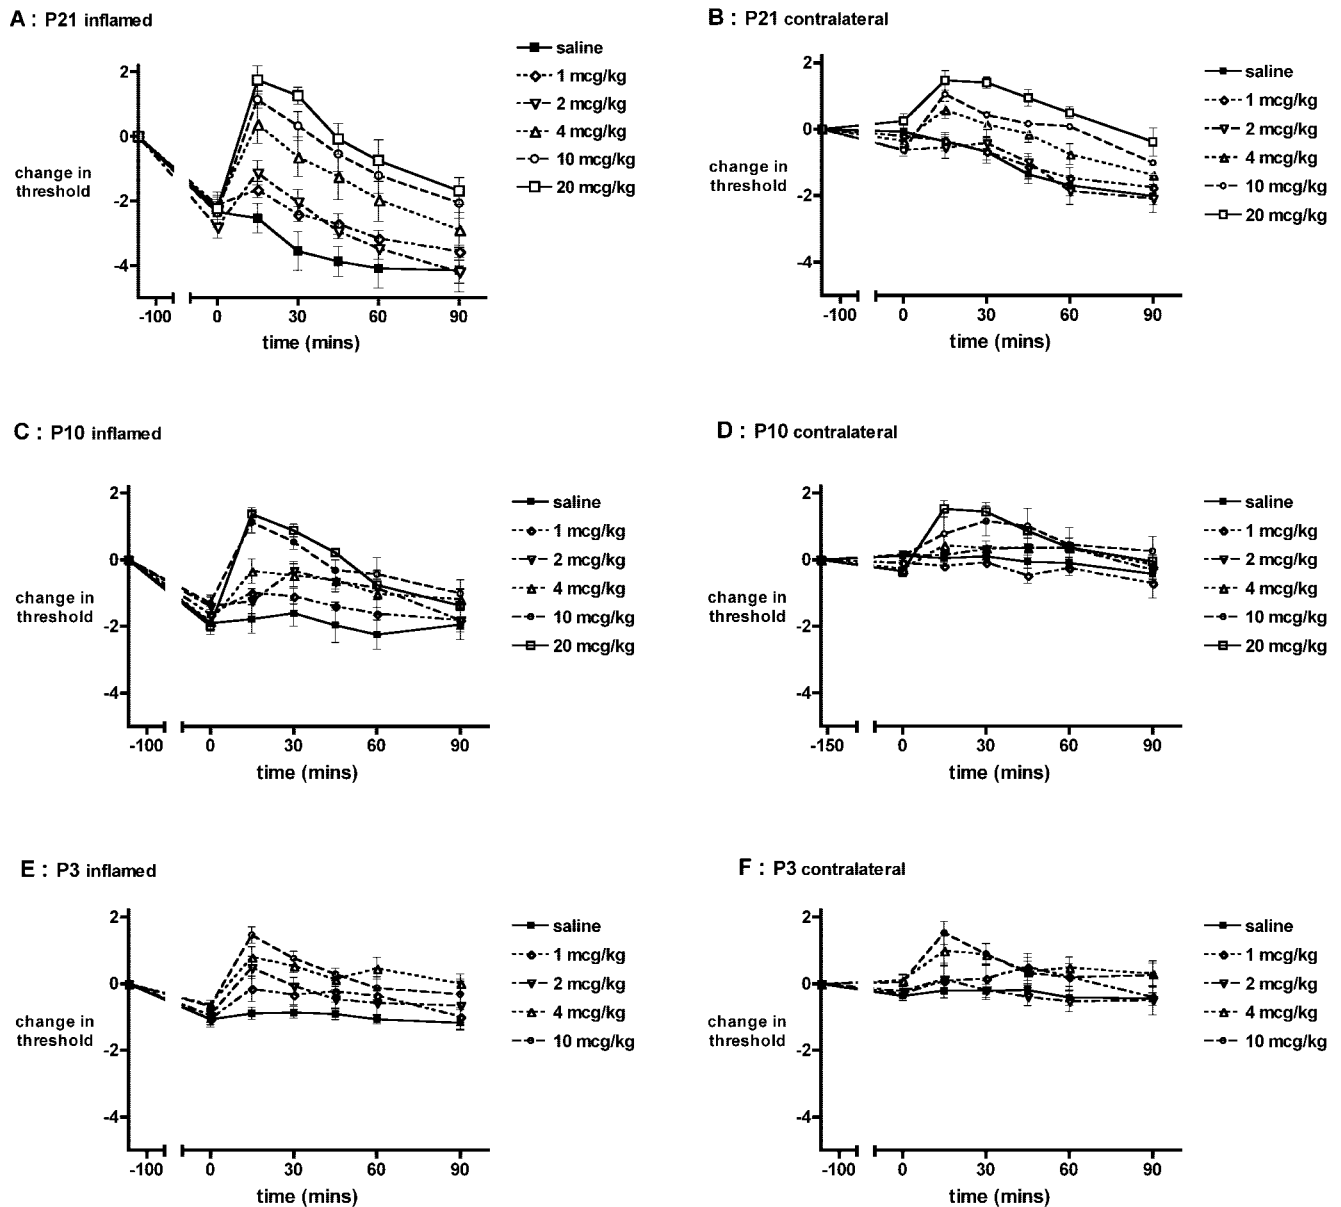 A : P21 inflamed
saline
1 mcg/kg
2 mcg/kg
4 mcg/kg
10 mcg/kg
20 mcg/kg
2
0
-2
-4
change in
threshold
-100 0 30 60 90
time (mins)
B : P21 contralateral
saline
1 mcg/kg
2 mcg/kg
4 mcg/kg
10 mcg/kg
20 mcg/kg
2
0
-2
-4
change in
threshold
-100 0 30 60 90
time (mins)
C : P10 inflamed
saline
1 mcg/kg
2 mcg/kg
4 mcg/kg
10 mcg/kg
20 mcg/kg
2
0
-2
-4
change in
threshold
-100 0 30 60 90
time (mins)
D : P10 contralateral
saline
1 mcg/kg
2 mcg/kg
4 mcg/kg
10 mcg/kg
20 mcg/kg
2
0
-2
-4
change in
threshold
-150 0 30 60 90
time (mins)
E : P3 inflamed
saline
1 mcg/kg
2 mcg/kg
4 mcg/kg
10 mcg/kg
2
0
-2
-4
change in
threshold
-100 0 30 60 90
time (mins)
F : P3 contralateral
saline
1 mcg/kg
2 mcg/kg
4 mcg/kg
10 mcg/kg
2
0
-2
-4
change in
threshold
-100 0 30 60 90
time (mins)